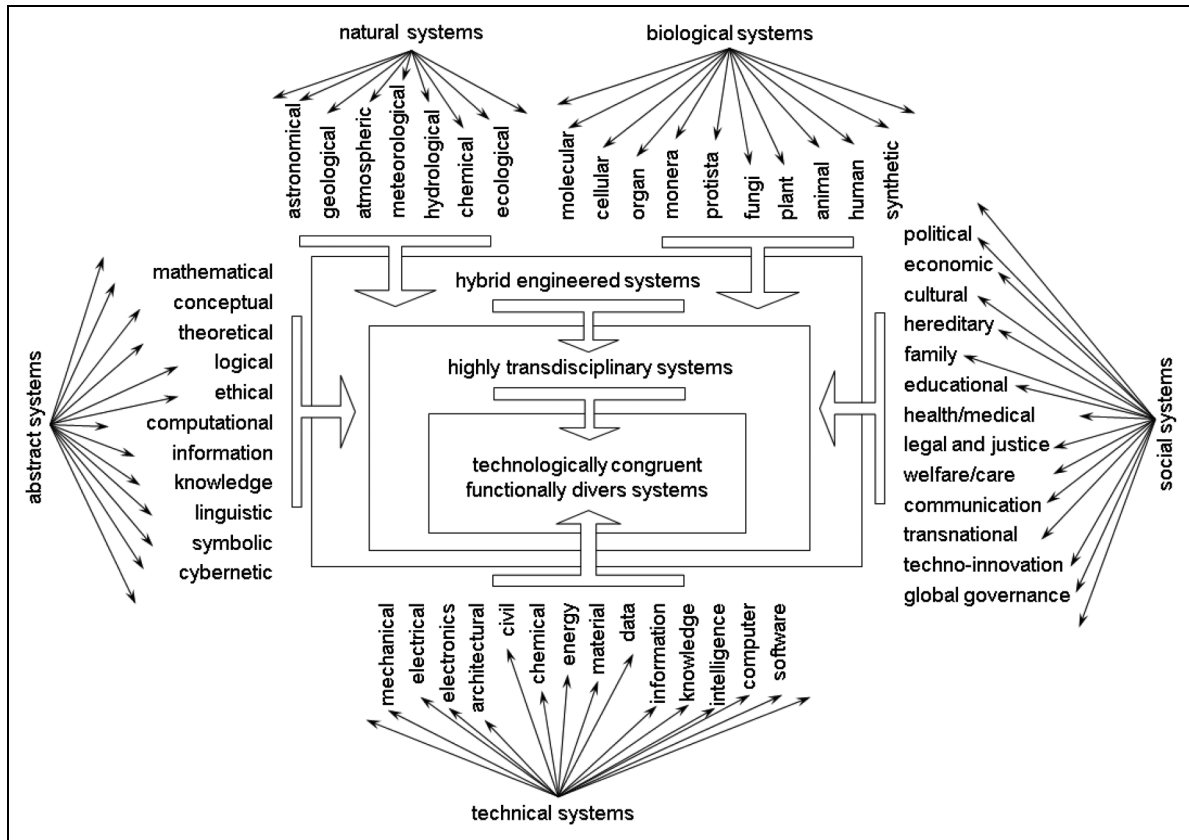 natural systems
biological systems
astronomical
geological
atmospheric
meteorological
hydrological
chemical
ecological
molecular
cellular
organ
monera
protista
fungi
plant
animal
human
synthetic
abstract systems
mathematical
conceptual
theoretical
logical
ethical
computational
information
knowledge
linguistic
symbolic
cybernetic
hybrid engineered systems
highly transdisciplinary systems
technologically congruent
functionally divers systems
political
economic
cultural
hereditary
family
educational
health/medical
legal and justice
welfare/care
communication
transnational
techno-innovation
global governance
social systems
mechanical
electrical
electronics
architectural
civil
chemical
energy
material
data
information
knowledge
intelligence
computer
software
technical systems